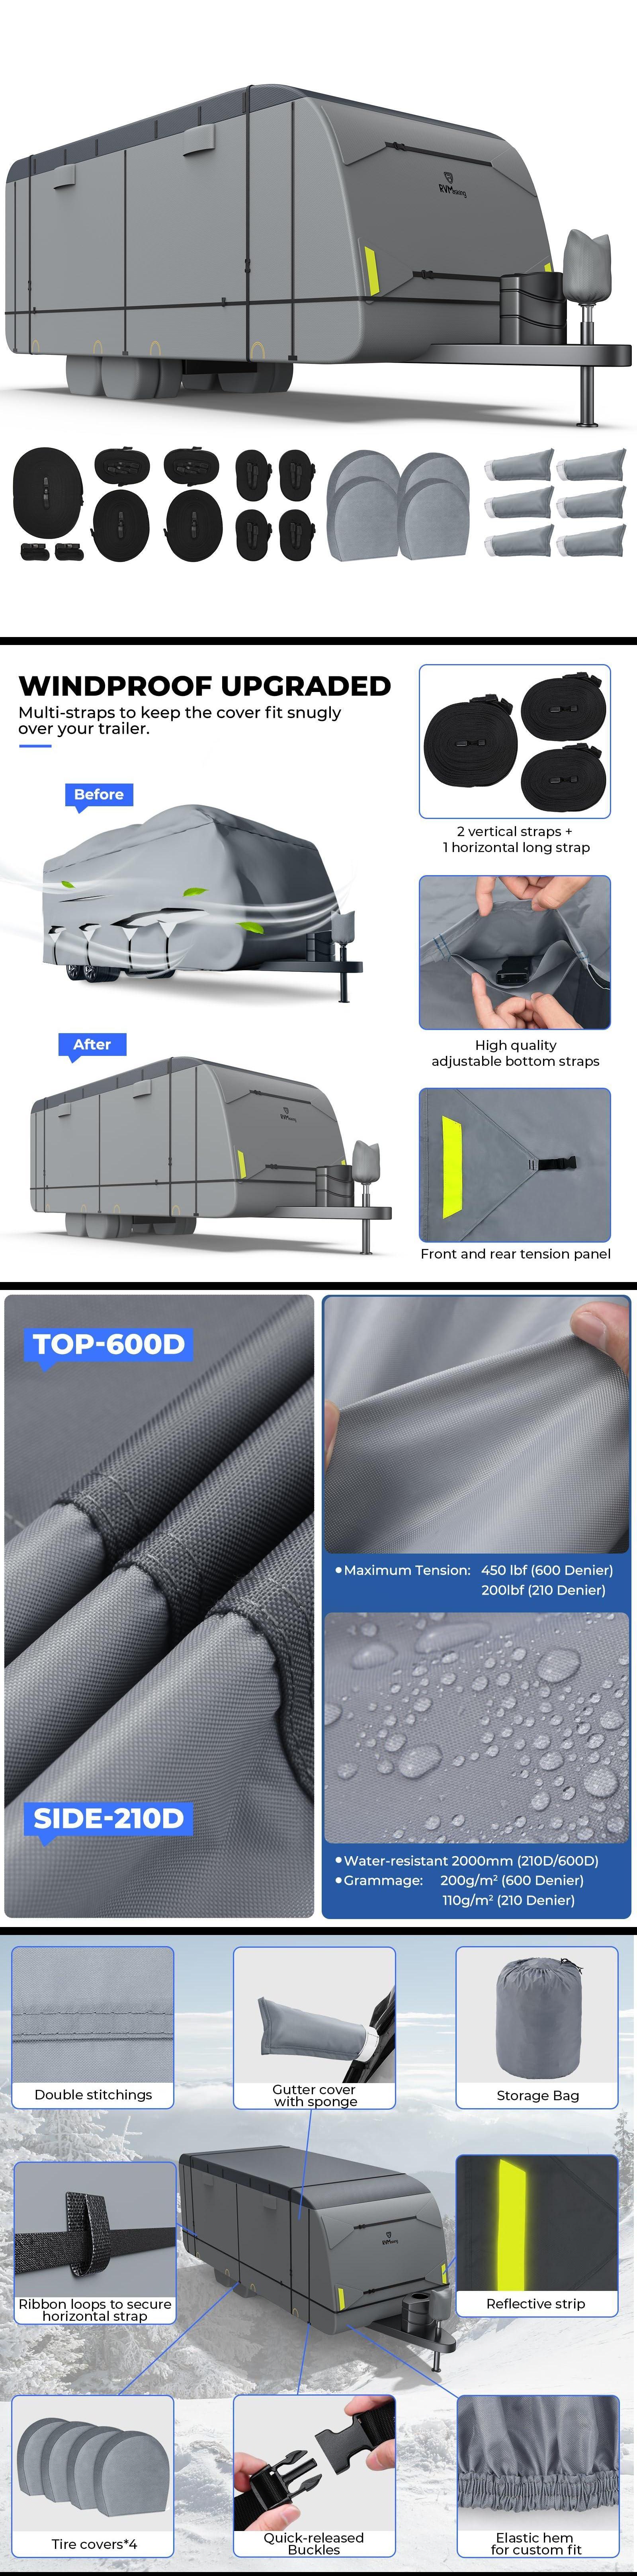 RVMasking
WINDPROOF UPGRADED
Multi-straps to keep the cover fit snugly
over your trailer.
Before
2 vertical straps +
1 horizontal long strap
High quality
adjustable bottom straps
After
RVMasking
Front and rear tension panel
TOP-600D
SIDE-210D
•Maximum Tension: 450 lbf (600 Denier)
200lbf (210 Denier)
•Water-resistant 2000mm (210D/600D)
•Grammage: 200g/m² (600 Denier)
110g/m² (210 Denier)
Double stitchings
Gutter cover
with sponge
Storage Bag
RVMasking
Ribbon loops to secure
horizontal strap
Reflective strip
Tire covers*4
Quick-released
Buckles
Elastic hem
for custom fit